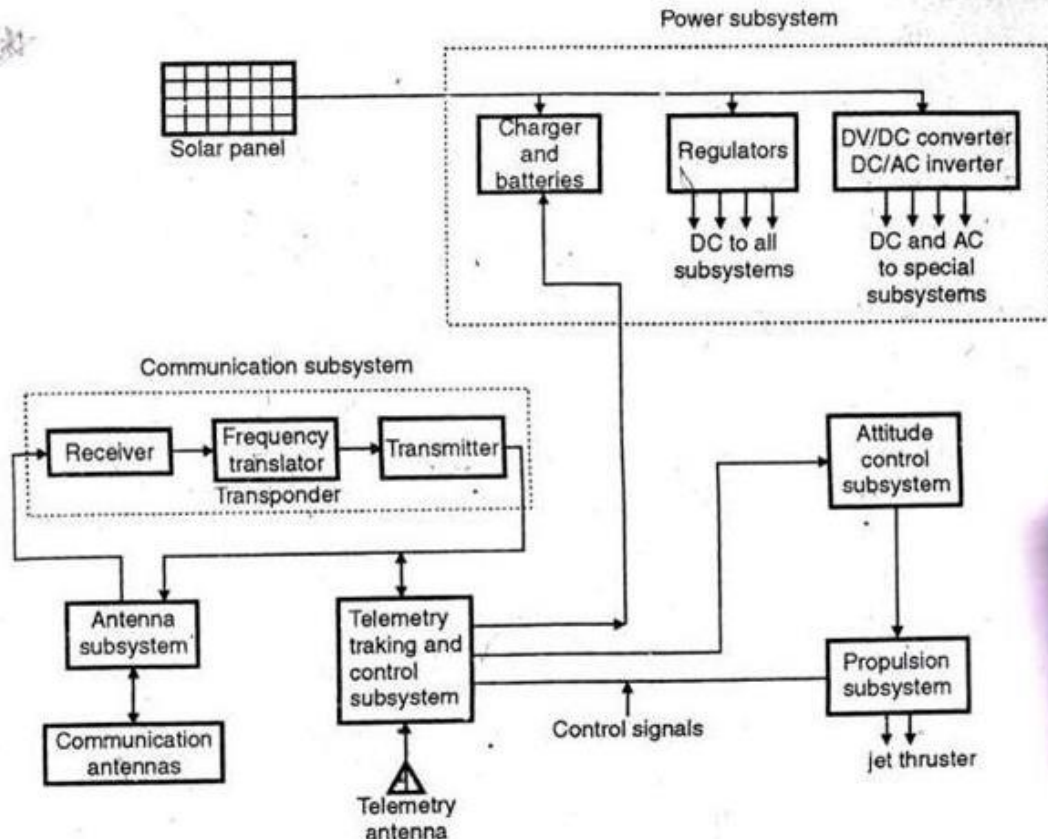 Power subsystem
Solar panel
Charger
and
batteries
Regulators
DV/DC converter
DC/AC inverter
DC to all
subsystems
DC and AC
to special
subsystems
Communication subsystem
Receiver
Frequency
translator
Transmitter
Transponder
Attitude
control
subsystem
Antenna
subsystem
Telemetry
traking and
control
subsystem
Propulsion
subsystem
Control signals
jet thruster
Communication
antennas
Telemetry
antenna